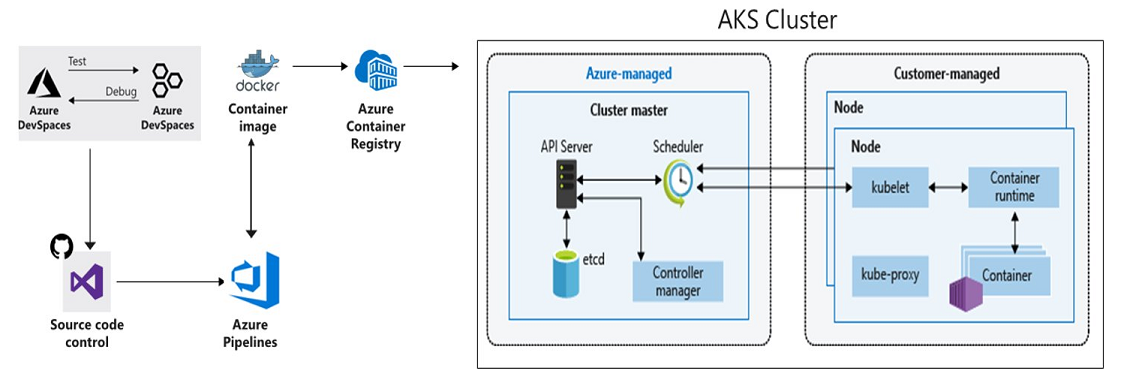 AKS Cluster
Test
Debug
Azure
DevSpaces
Azure
DevSpaces
docker
Container
image
Azure
Container
Registry
Source code
control
Azure
Pipelines
Azure-managed
Cluster master
API Server
Scheduler
etcd
Controller
manager
Customer-managed
Node
Node
kubelet
Container
runtime
kube-proxy
Container